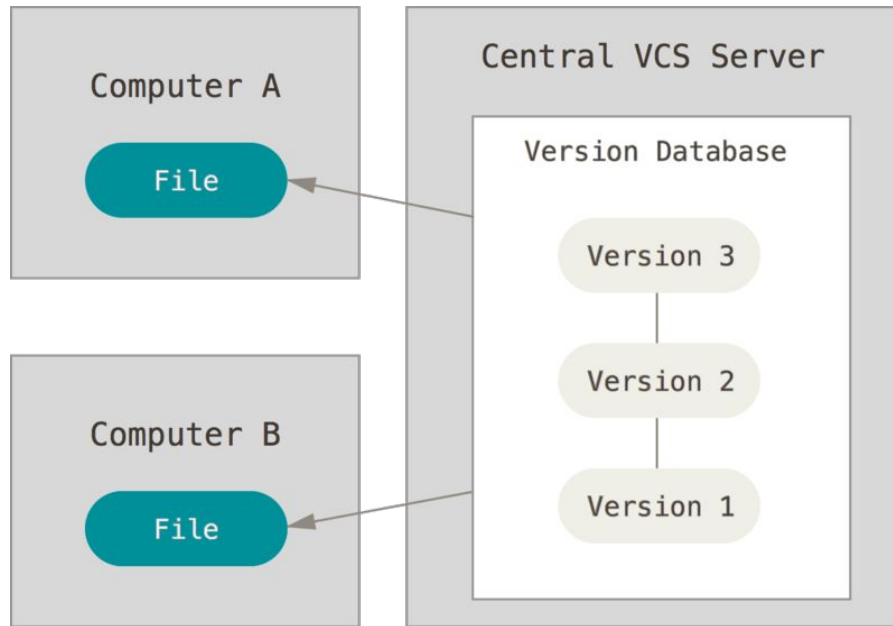 Computer A
File
Computer B
File
Central VCS Server
Version Database
Version 3
Version 2
Version 1